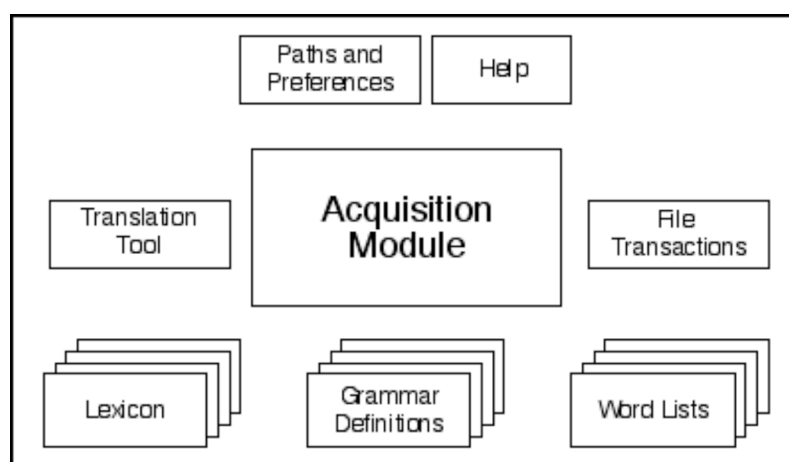 Paths and
Preferences
Help
Acquisition
Module
Translation
Tool
File
Transactions
Lexicon
Grammar
Definitions
Word Lists